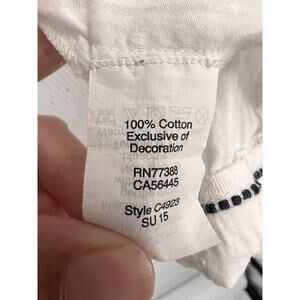 100% Cotton
Exclusive of
Decoration
RN77388
CA56445
Style C4923
SU 15